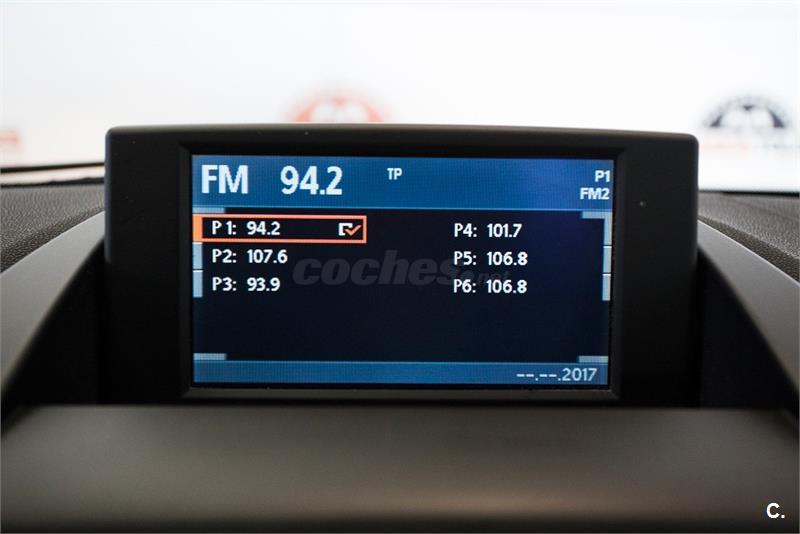 FM 94.2 TP P1
FM2
P1: 94.2 P4: 101.7
P2: 107.6 P5: 106.8
P3: 93.9 P6: 106.8
coches.net
--.--.2017
C.